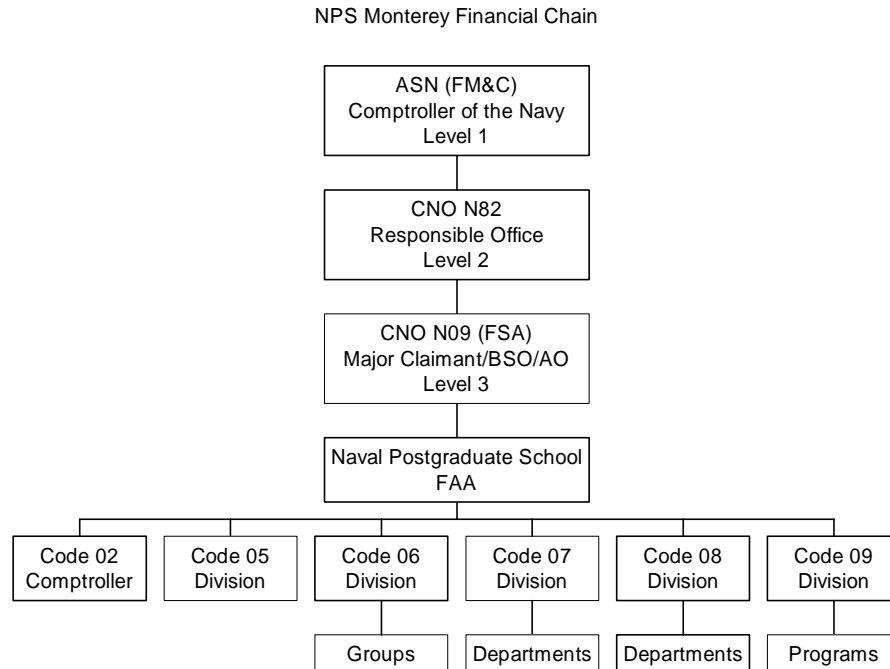 NPS Monterey Financial Chain
ASN (FM&C)
Comptroller of the Navy
Level 1
CNO N82
Responsible Office
Level 2
CNO N09 (FSA)
Major Claimant/BSO/AO
Level 3
Naval Postgraduate School
FAA
Code 02
Comptroller
Code 05
Division
Code 06
Division
Code 07
Division
Code 08
Division
Code 09
Division
Groups
Departments
Departments
Programs